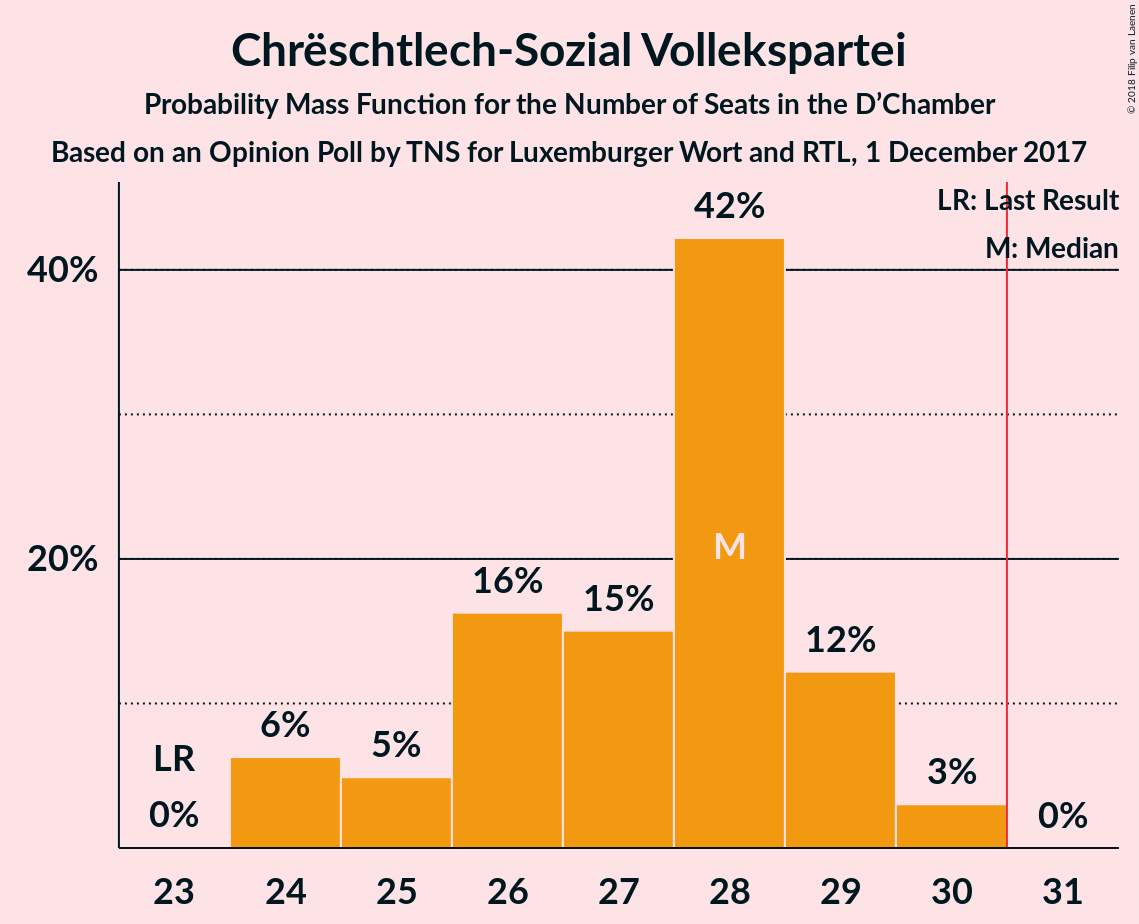 Chrëschtlech-Sozial Vollekspartei
Probability Mass Function for the Number of Seats in the D’Chamber
Based on an Opinion Poll by TNS for Luxemburger Wort and RTL, 1 December 2017
© 2018 Filip van Laenen
LR: Last Result
M: Median
42%
40%
M
20%
16%
15%
12%
6%
5%
LR
3%
0%
0%
23 24 25 26 27 28 29 30 31